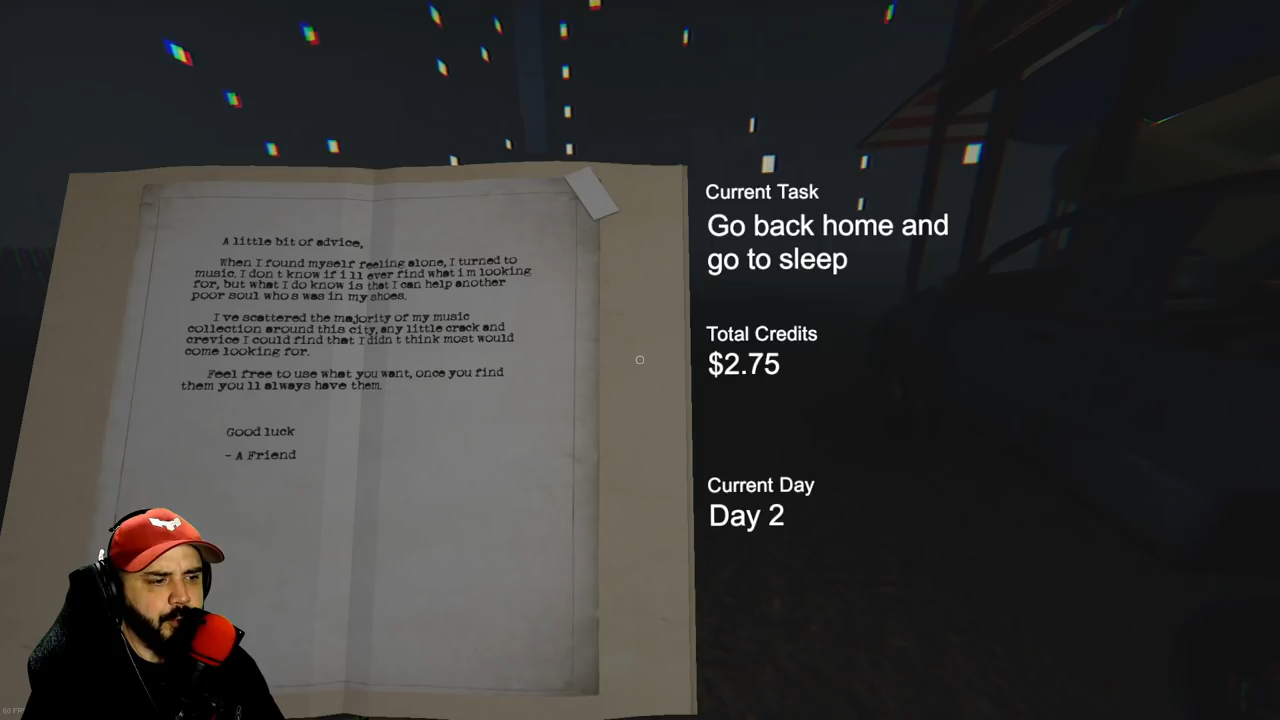 A little bit of advice,
When I found myself feeling alone, I turned to
music. I don t know if i ll ever find what i m looking
for, but what I do know is that I can help another
poor soul who s was in my shoes.
I ve scattered the majority of my music
collection around this city, any little crack and
crevice I could find that I didn t think most would
come looking for.
Feel free to use what you want, once you find
them you ll always have them.
Good luck
- A Friend
Current Task
Go back home and
go to sleep
Total Credits
$2.75
Current Day
Day 2
60 FPS